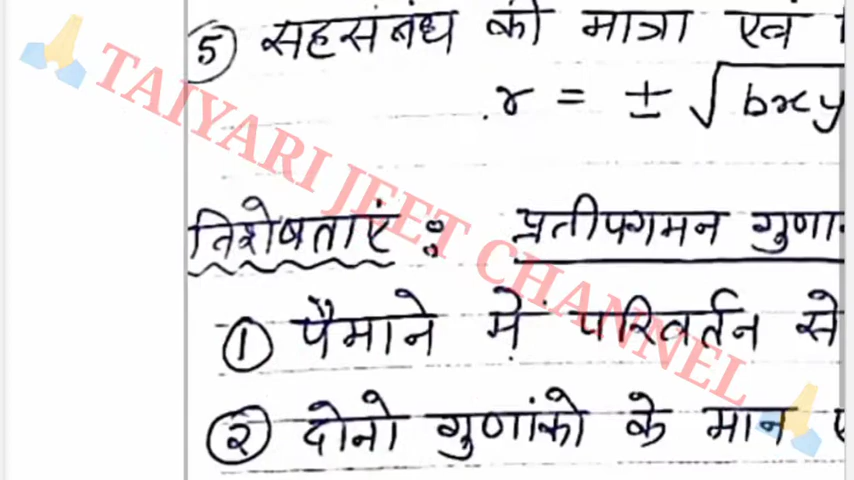 ⑤ सहसंबंध की मात्रा एवं
r = ± √bxy
विशेषताएं : प्रतीपगमन गुणा
① पैमाने में परिवर्तन से
② दोनो गुणांको के मान
TAIYARI JEET CHANNEL